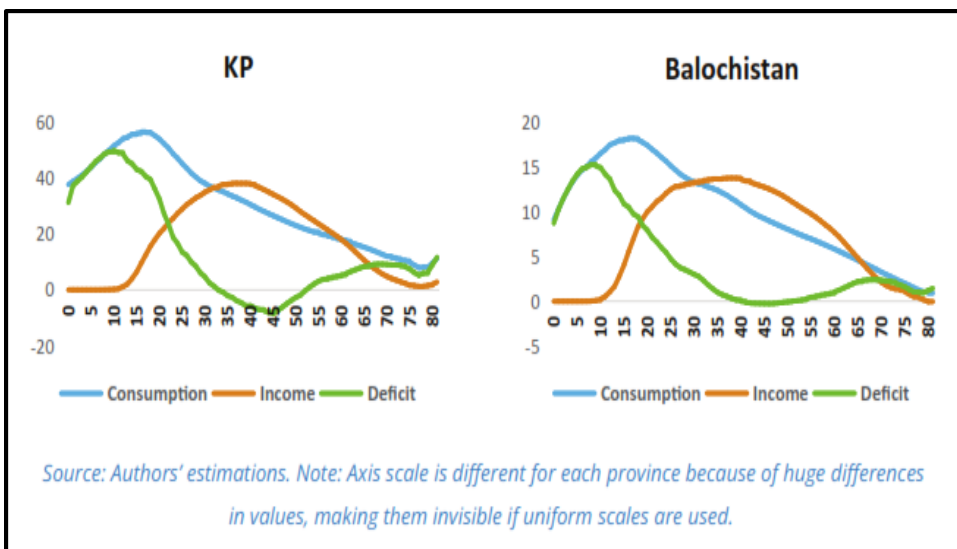 KP
60
40
20
0
-20
0 5 10 15 20 25 30 35 40 45 50 55 60 65 70 75 80
Consumption Income Deficit
Balochistan
20
15
10
5
0
-5
0 5 10 15 20 25 30 35 40 45 50 55 60 65 70 75 80
Consumption Income Deficit
Source: Authors' estimations. Note: Axis scale is different for each province because of huge differences
in values, making them invisible if uniform scales are used.